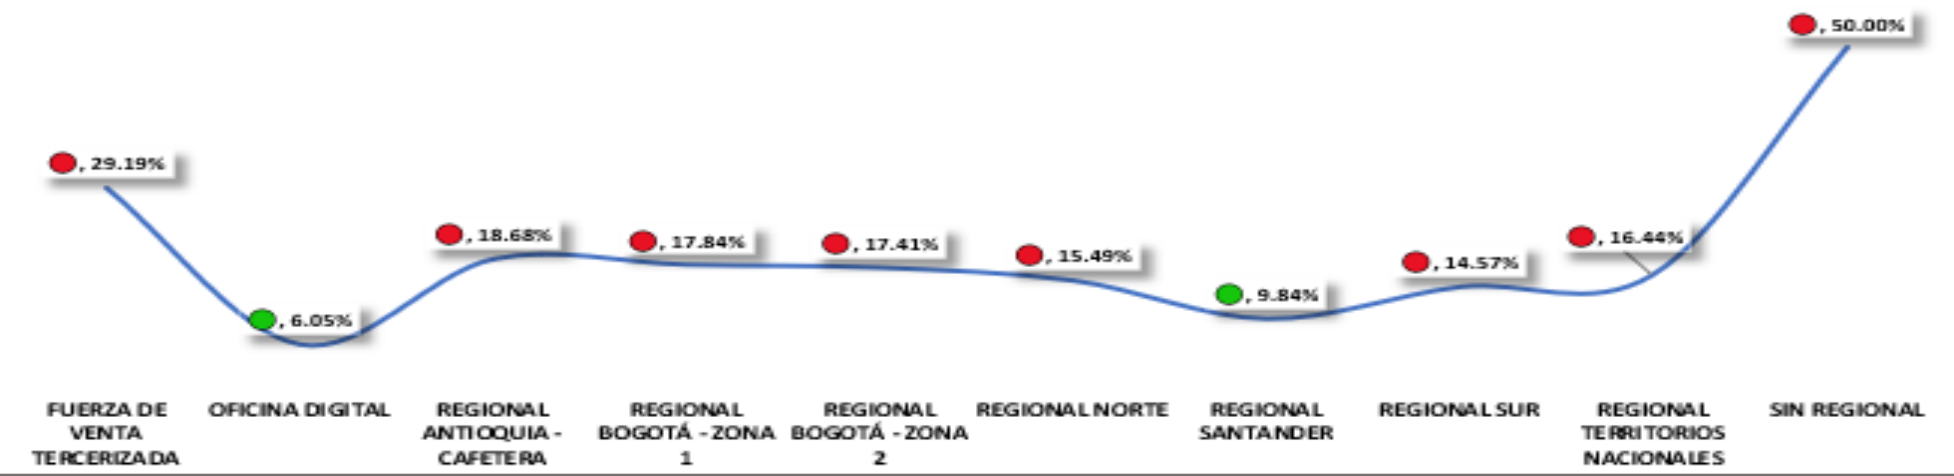 , 50.00%
, 29.19%
, 18.68%
, 17.84%
, 17.41%
, 15.49%
, 16.44%
, 14.57%
, 9.84%
, 6.05%
FUERZA DE
VENTA
TERCERIZADA
OFICINA DIGITAL
REGIONAL
ANTIOQUIA -
CAFETERA
REGIONAL
BOGOTÁ - ZONA
1
REGIONAL
BOGOTÁ - ZONA
2
REGIONAL NORTE
REGIONAL
SANTANDER
REGIONAL SUR
REGIONAL
TERRITORIOS
NACIONALES
SIN REGIONAL